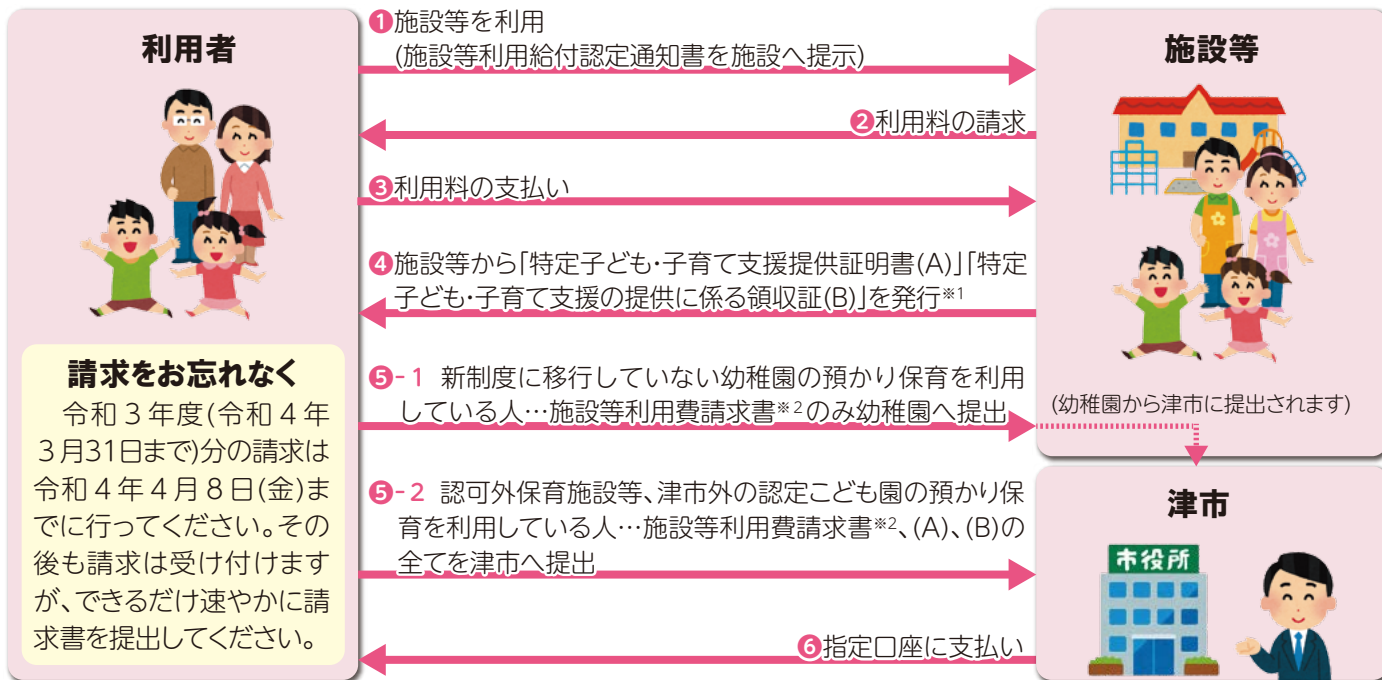 利用者
請求をお忘れなく
令和3年度(令和4年
3月31日まで)分の請求は
令和4年4月8日(金)ま
でに行ってください。その
後も請求は受け付けます
が、できるだけ速やかに請
求書を提出してください。
❶施設等を利用
(施設等利用給付認定通知書を施設へ提示)
❷利用料の請求
❸利用料の支払い
❹施設等から「特定子ども・子育て支援提供証明書(A)」「特定
子ども・子育て支援の提供に係る領収証(B)」を発行※1
❺-1 新制度に移行していない幼稚園の預かり保育を利用
している人…施設等利用費請求書※2のみ幼稚園へ提出
❺-2 認可外保育施設等、津市外の認定こども園の預かり保
育を利用している人…施設等利用費請求書※2、(A)、(B)の
全てを津市へ提出
❻指定口座に支払い
施設等
(幼稚園から津市に提出されます)
津市
市役所